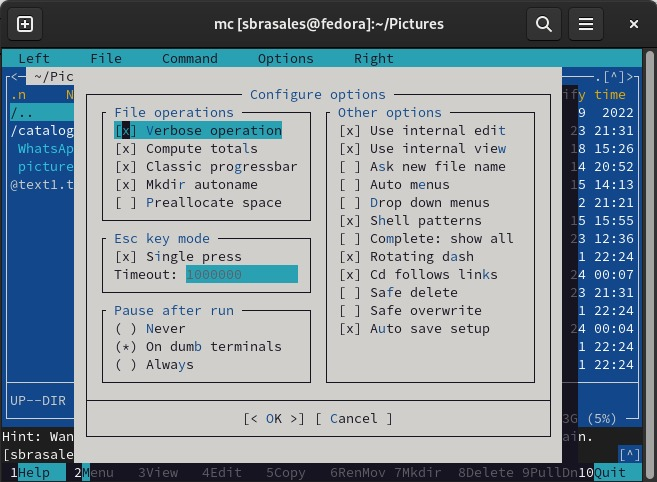 mc [sbrasales@fedora]:~/Pictures
Left File Command Options Right
~/Pic
.[^]>
.n N ify time
/.. 9 2022
/catalog 23 21:31
WhatsAp 18 15:26
picture 14 20:52
@text1.t 15 14:13
2 21:21
15 13:55
23 12:36
1 22:24
24 00:07
23 21:31
1 22:24
24 00:04
1 22:24
1 22:24
Configure options
File operations
[x] Verbose operation
[x] Compute totals
[x] Classic progressbar
[x] Mkdir autoname
[ ] Preallocate space
Esc key mode
[x] Single press
Timeout: 1000000
Pause after run
( ) Never
(*) On dumb terminals
( ) Always
Other options
[x] Use internal edit
[x] Use internal view
[ ] Ask new file name
[ ] Auto menus
[ ] Drop down menus
[x] Shell patterns
[ ] Complete: show all
[x] Rotating dash
[x] Cd follows links
[ ] Safe delete
[ ] Safe overwrite
[x] Auto save setup
[< OK >] [ Cancel ]
UP--DIR
3G (5%)
Hint: Wan ain.
[sbrasale [^]
1Help 2Menu 3View 4Edit 5Copy 6RenMov 7Mkdir 8Delete 9PullDn 10Quit